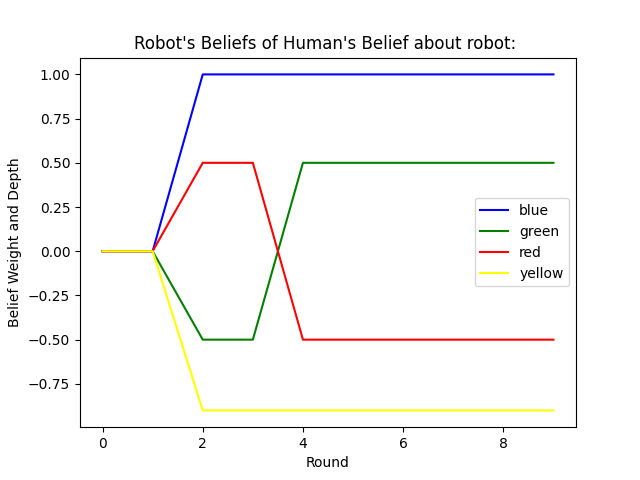 Robot's Beliefs of Human's Belief about robot:
Belief Weight and Depth
1.00
0.75
0.50
0.25
0.00
−0.25
−0.50
−0.75
blue
green
red
yellow
0 2 4 6 8
Round